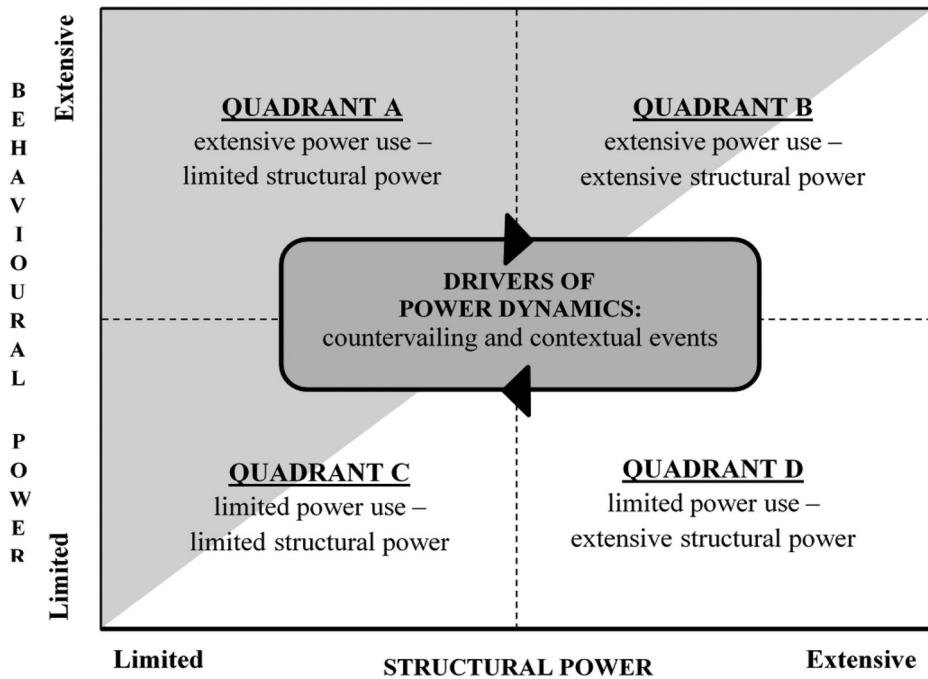 BEHAVIOURAL POWER
Extensive
Limited
QUADRANT A
extensive power use –
limited structural power
QUADRANT B
extensive power use –
extensive structural power
DRIVERS OF
POWER DYNAMICS:
countervailing and contextual events
QUADRANT C
limited power use –
limited structural power
QUADRANT D
limited power use –
extensive structural power
Limited
STRUCTURAL POWER
Extensive